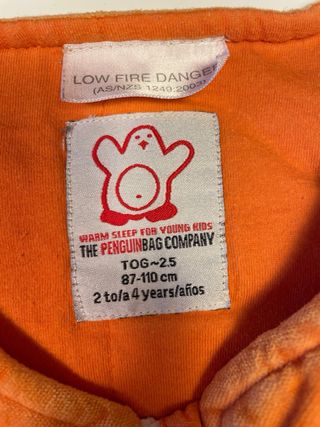 LOW FIRE DANGER
(AS/NZS 1249:2003)
WARM SLEEP FOR YOUNG KIDS
THE PENGUINBAG COMPANY
TOG~2.5
87-110 cm
2 to/a 4 years/años